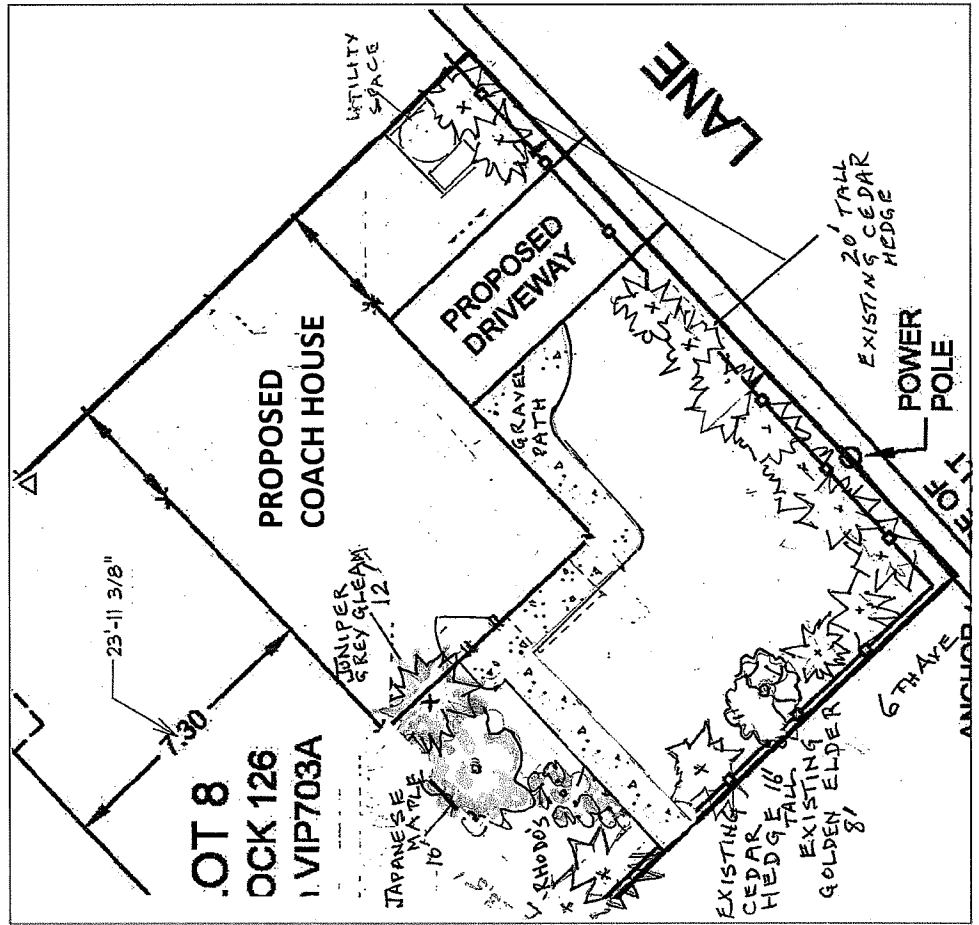 UTILITY
SPACE
LANE
PROPOSED
DRIVEWAY
PROPOSED
COACH HOUSE
20' TALL
EXISTING CEDAR
HEDGE
GRAVEL
PATH
POWER
POLE
23'-11 3/8"
7.30
JUNIPER
GREY GLEAM
12'
.OT 8
OCK 126
VIP703A
JAPANESE
MAPLE
RHODO'S
EXISTING
CEDAR
HEDGE 16'
TALL
EXISTING
GOLDEN ELDER
8'
6TH AVE